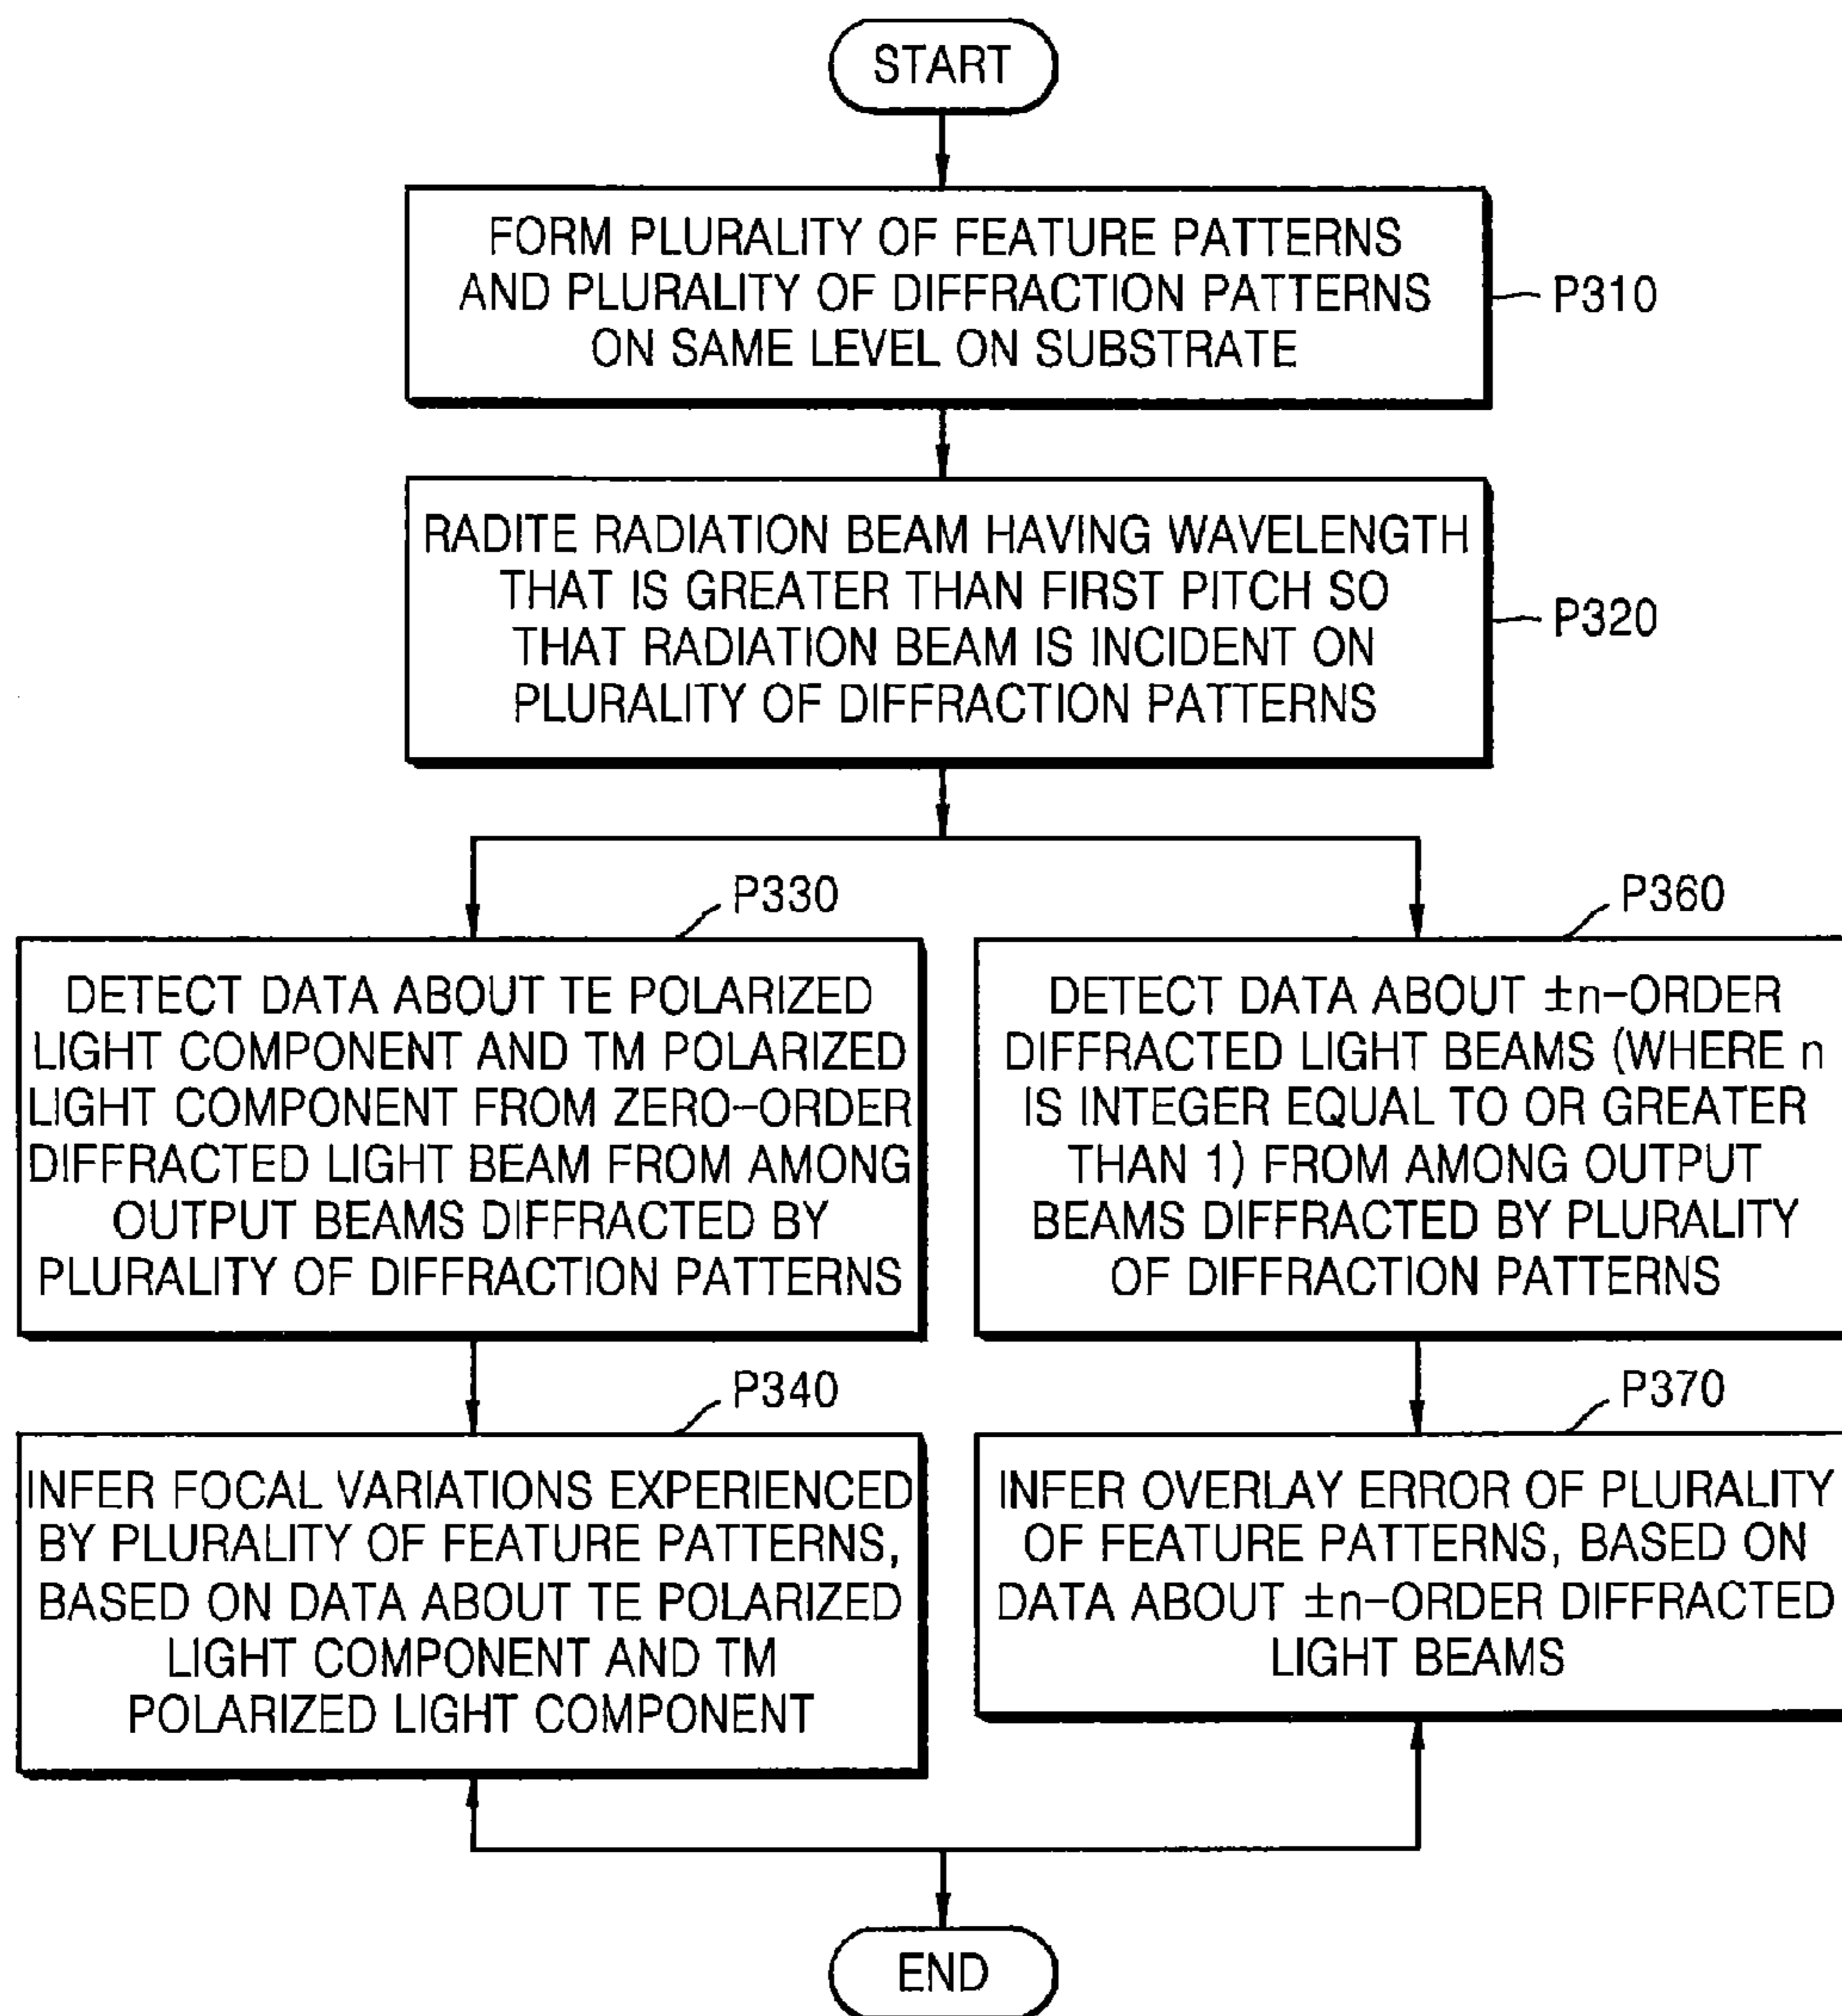 START
FORM PLURALITY OF FEATURE PATTERNS
AND PLURALITY OF DIFFRACTION PATTERNS
ON SAME LEVEL ON SUBSTRATE
P310
RADITE RADIATION BEAM HAVING WAVELENGTH
THAT IS GREATER THAN FIRST PITCH SO
THAT RADIATION BEAM IS INCIDENT ON
PLURALITY OF DIFFRACTION PATTERNS
P320
P330
DETECT DATA ABOUT TE POLARIZED
LIGHT COMPONENT AND TM POLARIZED
LIGHT COMPONENT FROM ZERO-ORDER
DIFFRACTED LIGHT BEAM FROM AMONG
OUTPUT BEAMS DIFFRACTED BY
PLURALITY OF DIFFRACTION PATTERNS
P360
DETECT DATA ABOUT ±n-ORDER
DIFFRACTED LIGHT BEAMS (WHERE n
IS INTEGER EQUAL TO OR GREATER
THAN 1) FROM AMONG OUTPUT
BEAMS DIFFRACTED BY PLURALITY
OF DIFFRACTION PATTERNS
P340
INFER FOCAL VARIATIONS EXPERIENCED
BY PLURALITY OF FEATURE PATTERNS,
BASED ON DATA ABOUT TE POLARIZED
LIGHT COMPONENT AND TM
POLARIZED LIGHT COMPONENT
P370
INFER OVERLAY ERROR OF PLURALITY
OF FEATURE PATTERNS, BASED ON
DATA ABOUT ±n-ORDER DIFFRACTED
LIGHT BEAMS
END